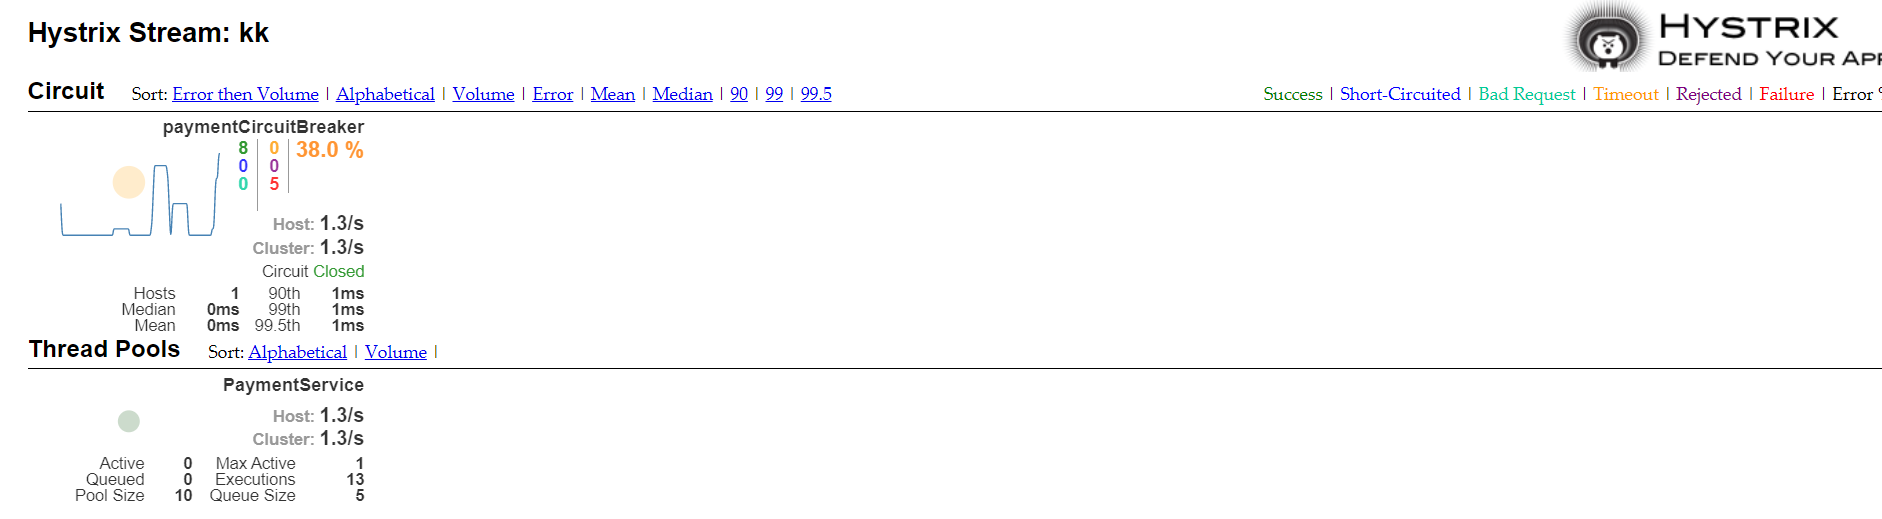 Hystrix Stream: kk
HYSTRIX
DEFEND YOUR AP
Circuit Sort: Error then Volume | Alphabetical | Volume | Error | Mean | Median | 90 | 99 | 99.5
Success | Short-Circuited | Bad Request | Timeout | Rejected | Failure | Error
paymentCircuitBreaker
8 0 38.0 %
0 0
0 5
Host: 1.3/s
Cluster: 1.3/s
Circuit Closed
Hosts 1 90th 1ms
Median 0ms 99th 1ms
Mean 0ms 99.5th 1ms
Thread Pools Sort: Alphabetical | Volume |
PaymentService
Host: 1.3/s
Cluster: 1.3/s
Active 0 Max Active 1
Queued 0 Executions 13
Pool Size 10 Queue Size 5